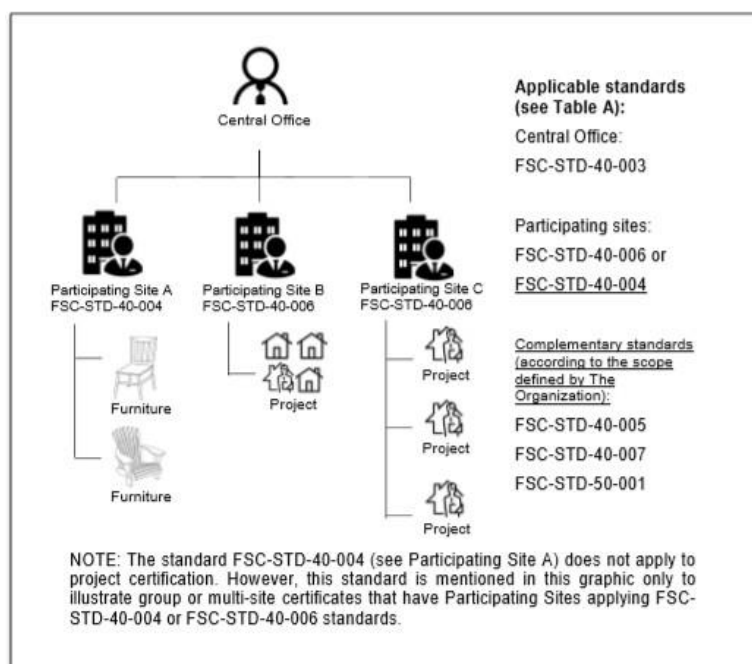 Central Office
Participating Site A
FSC-STD-40-004
Participating Site B
FSC-STD-40-006
Participating Site C
FSC-STD-40-006
Furniture
Furniture
Project
Project
Project
Project
Applicable standards
(see Table A):
Central Office:
FSC-STD-40-003
Participating sites:
FSC-STD-40-006 or
FSC-STD-40-004
Complementary standards
(according to the scope
defined by The
Organization):
FSC-STD-40-005
FSC-STD-40-007
FSC-STD-50-001
NOTE: The standard FSC-STD-40-004 (see Participating Site A) does not apply to
project certification. However, this standard is mentioned in this graphic only to
illustrate group or multi-site certificates that have Participating Sites applying FSC-
STD-40-004 or FSC-STD-40-006 standards.